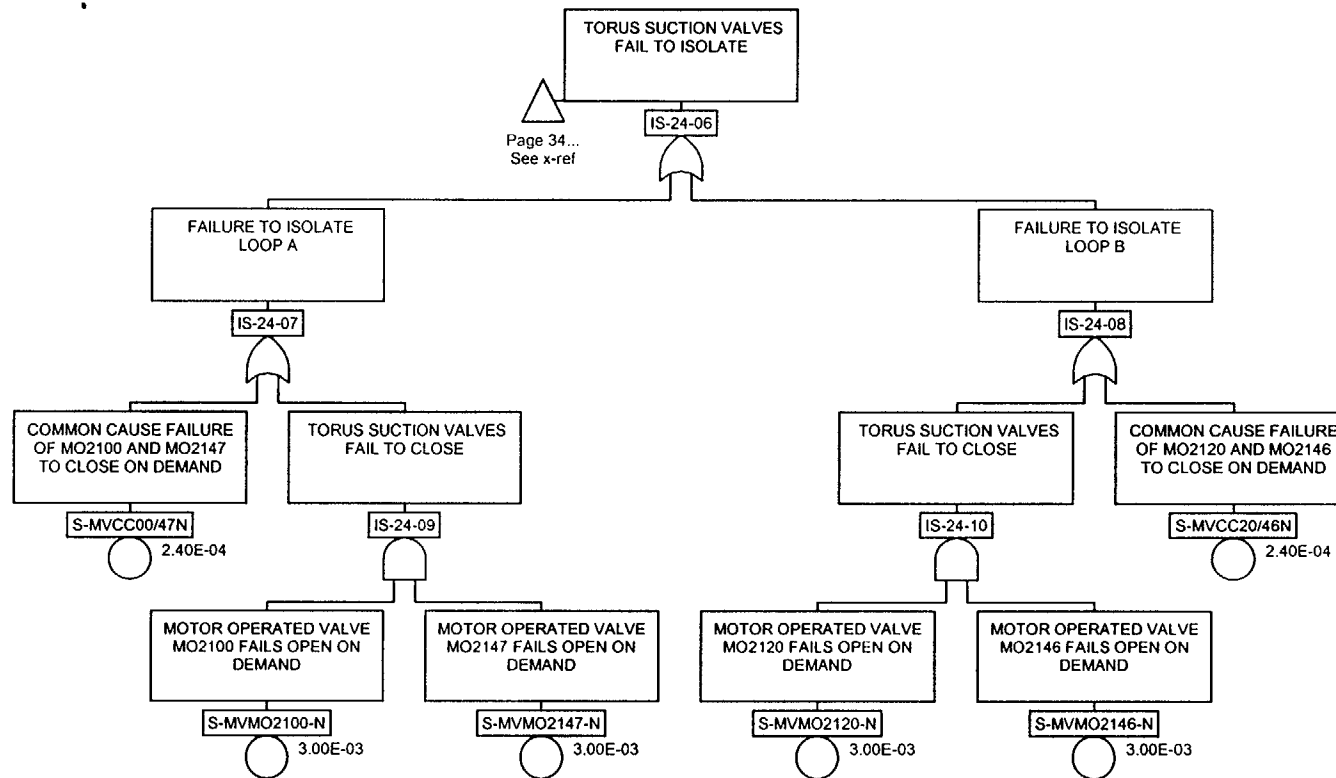 TORUS SUCTION VALVES
FAIL TO ISOLATE
Page 34...
See x-ref
IS-24-06
FAILURE TO ISOLATE
LOOP A
IS-24-07
FAILURE TO ISOLATE
LOOP B
IS-24-08
COMMON CAUSE FAILURE
OF MO2100 AND MO2147
TO CLOSE ON DEMAND
S-MVCC00/47N
2.40E-04
TORUS SUCTION VALVES
FAIL TO CLOSE
IS-24-09
TORUS SUCTION VALVES
FAIL TO CLOSE
IS-24-10
COMMON CAUSE FAILURE
OF MO2120 AND MO2146
TO CLOSE ON DEMAND
S-MVCC20/46N
2.40E-04
MOTOR OPERATED VALVE
MO2100 FAILS OPEN ON
DEMAND
S-MVMO2100-N
3.00E-03
MOTOR OPERATED VALVE
MO2147 FAILS OPEN ON
DEMAND
S-MVMO2147-N
3.00E-03
MOTOR OPERATED VALVE
MO2120 FAILS OPEN ON
DEMAND
S-MVMO2120-N
3.00E-03
MOTOR OPERATED VALVE
MO2146 FAILS OPEN ON
DEMAND
S-MVMO2146-N
3.00E-03